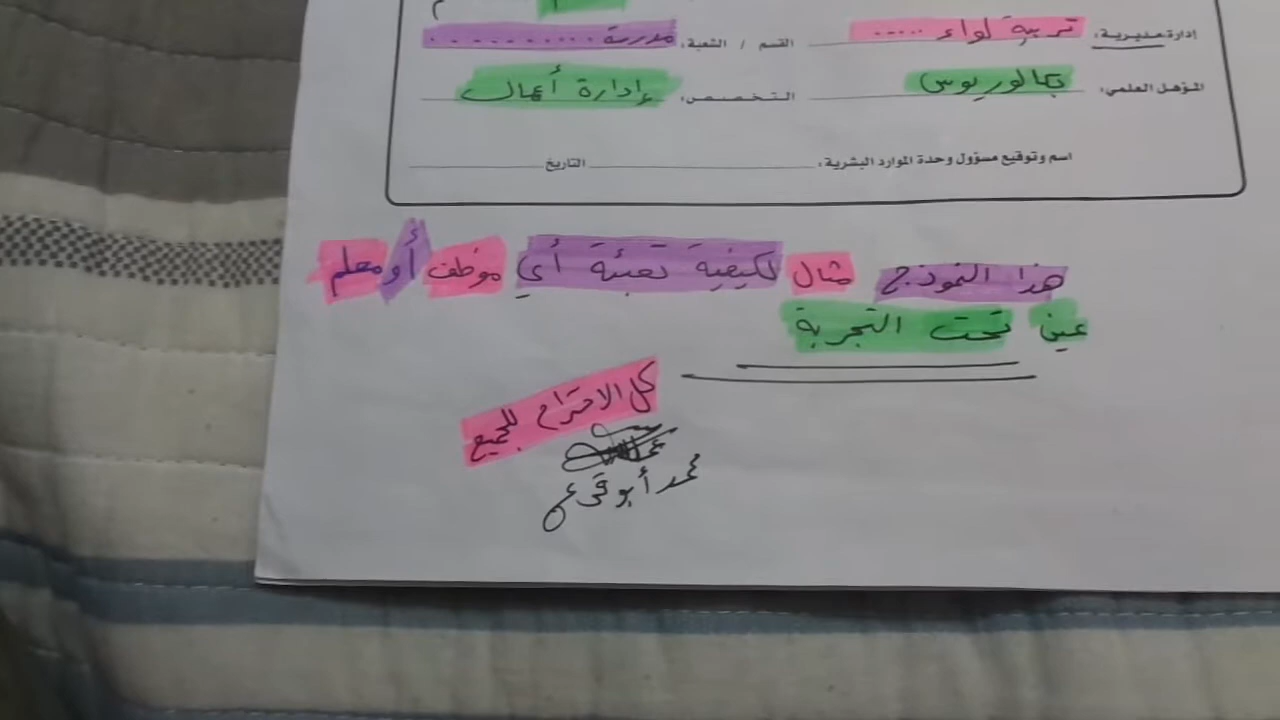 إدارة مديرية: تربية لواء ..... القسم / الشعبة: مدرسة ..........
المؤهل العلمي: بكالوريوس التخصص: إدارة أعمال
اسم وتوقيع مسؤول وحدة الموارد البشرية: التاريخ
هذا النموذج مثال لكيفية تعبئة أي موظف أو معلم
عين تحت التجربة
كل الاحترام للجميع
محمد أبو قرع